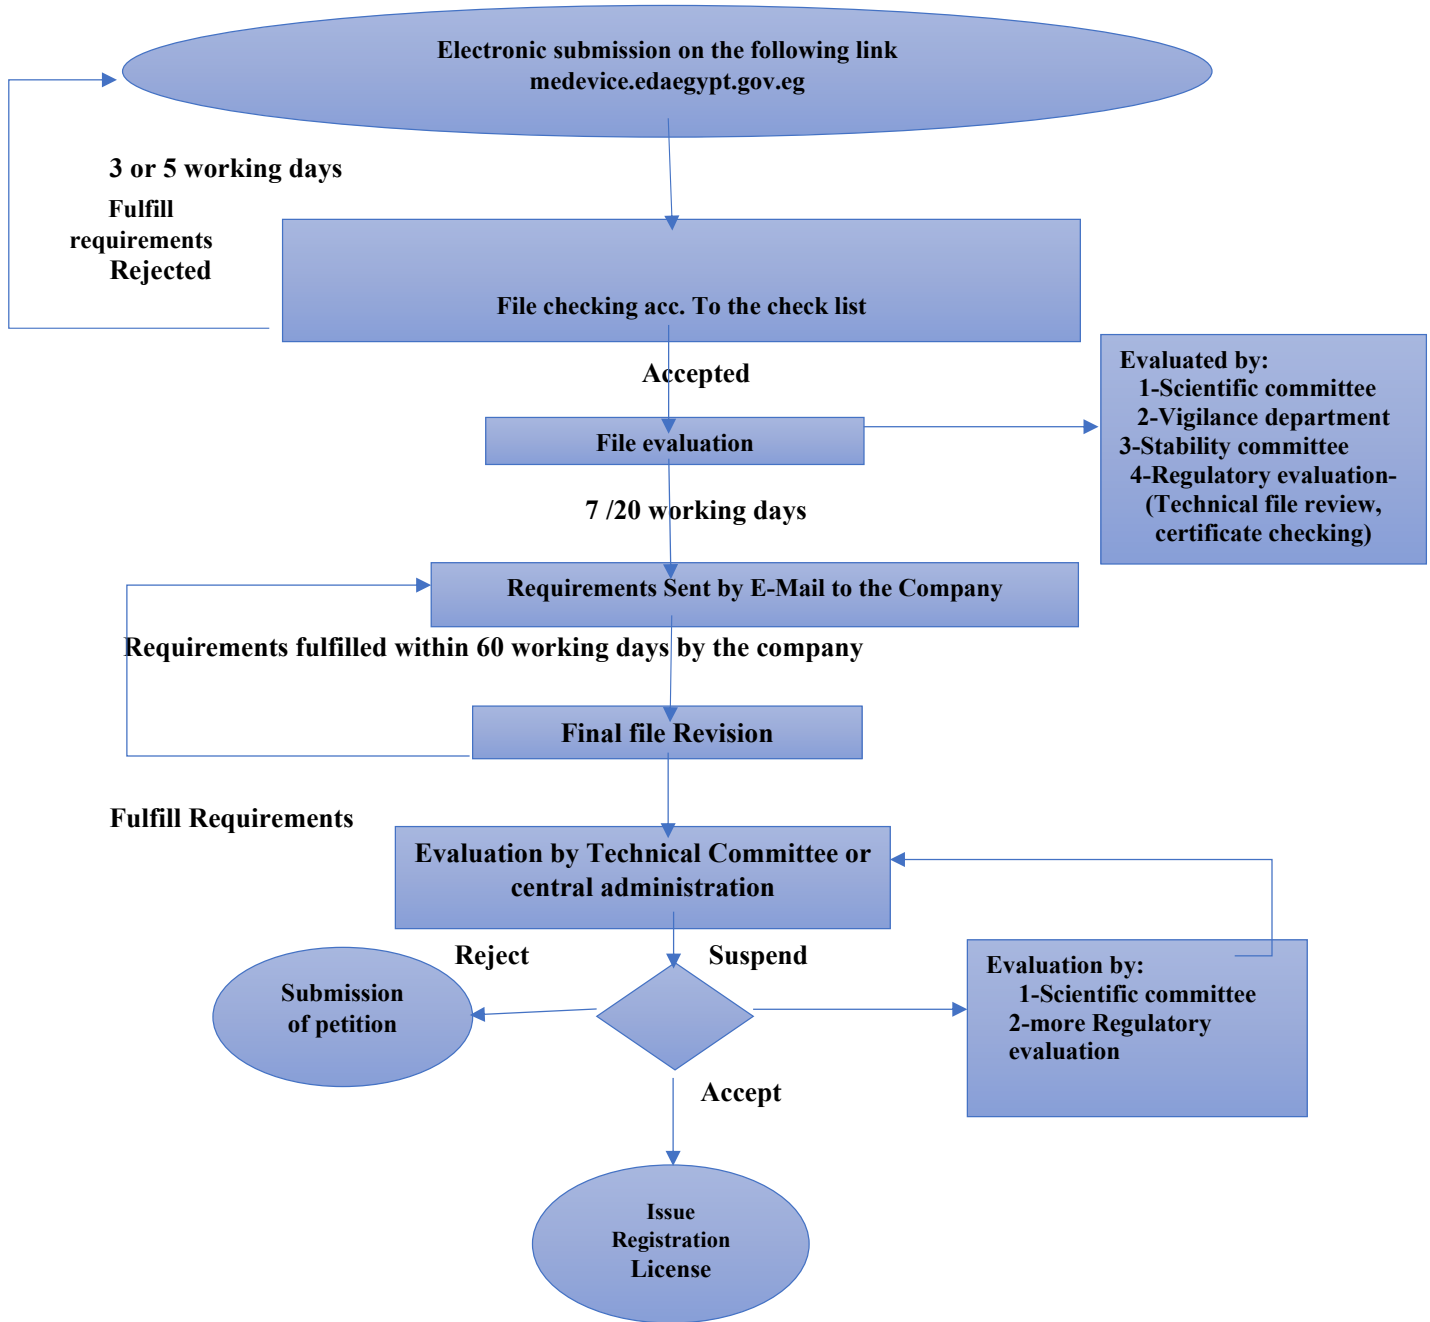 Electronic submission on the following link
medevice.edaegypt.gov.eg
3 or 5 working days
Fulfill
requirements
Rejected
File checking acc. To the check list
Accepted
File evaluation
Evaluated by:
1-Scientific committee
2-Vigilance department
3-Stability committee
4-Regulatory evaluation-
(Technical file review,
certificate checking)
7 /20 working days
Requirements Sent by E-Mail to the Company
Requirements fulfilled within 60 working days by the company
Final file Revision
Fulfill Requirements
Evaluation by Technical Committee or
central administration
Reject
Suspend
Submission
of petition
Evaluation by:
1-Scientific committee
2-more Regulatory
evaluation
Accept
Issue
Registration
License